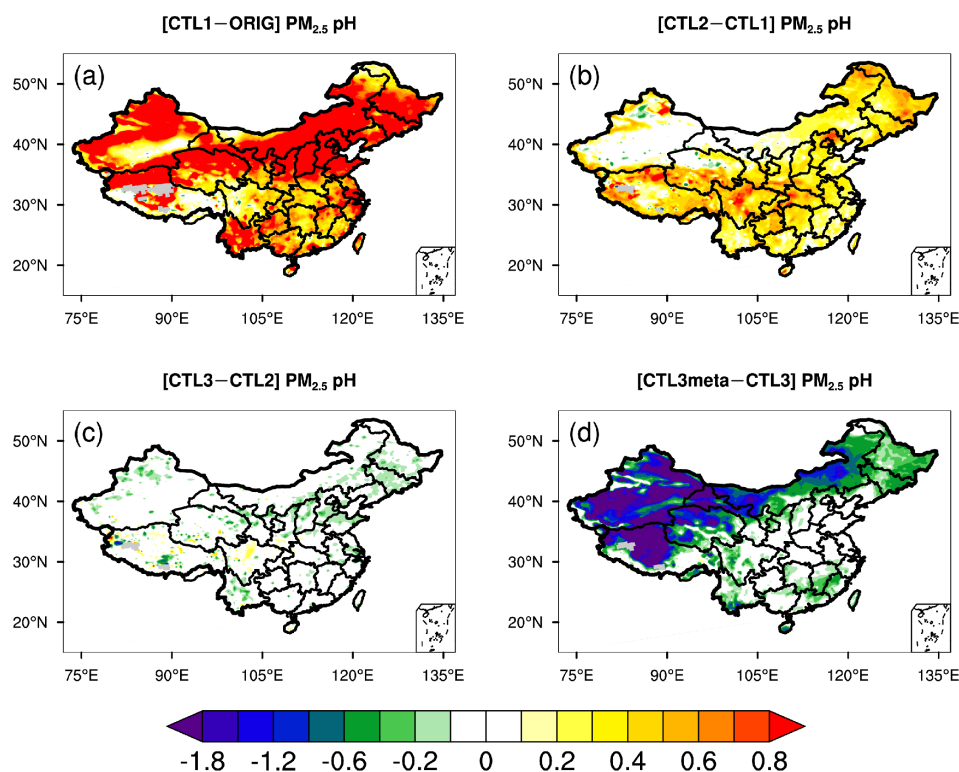 [CTL1−ORIG] PM2.5 pH
[CTL2−CTL1] PM2.5 pH
(a)
(b)
50°N
40°N
30°N
20°N
75°E 90°E 105°E 120°E 135°E
50°N
40°N
30°N
20°N
75°E 90°E 105°E 120°E 135°E
[CTL3−CTL2] PM2.5 pH
[CTL3meta−CTL3] PM2.5 pH
(c)
(d)
50°N
40°N
30°N
20°N
75°E 90°E 105°E 120°E 135°E
50°N
40°N
30°N
20°N
75°E 90°E 105°E 120°E 135°E
-1.8 -1.2 -0.6 -0.2 0 0.2 0.4 0.6 0.8